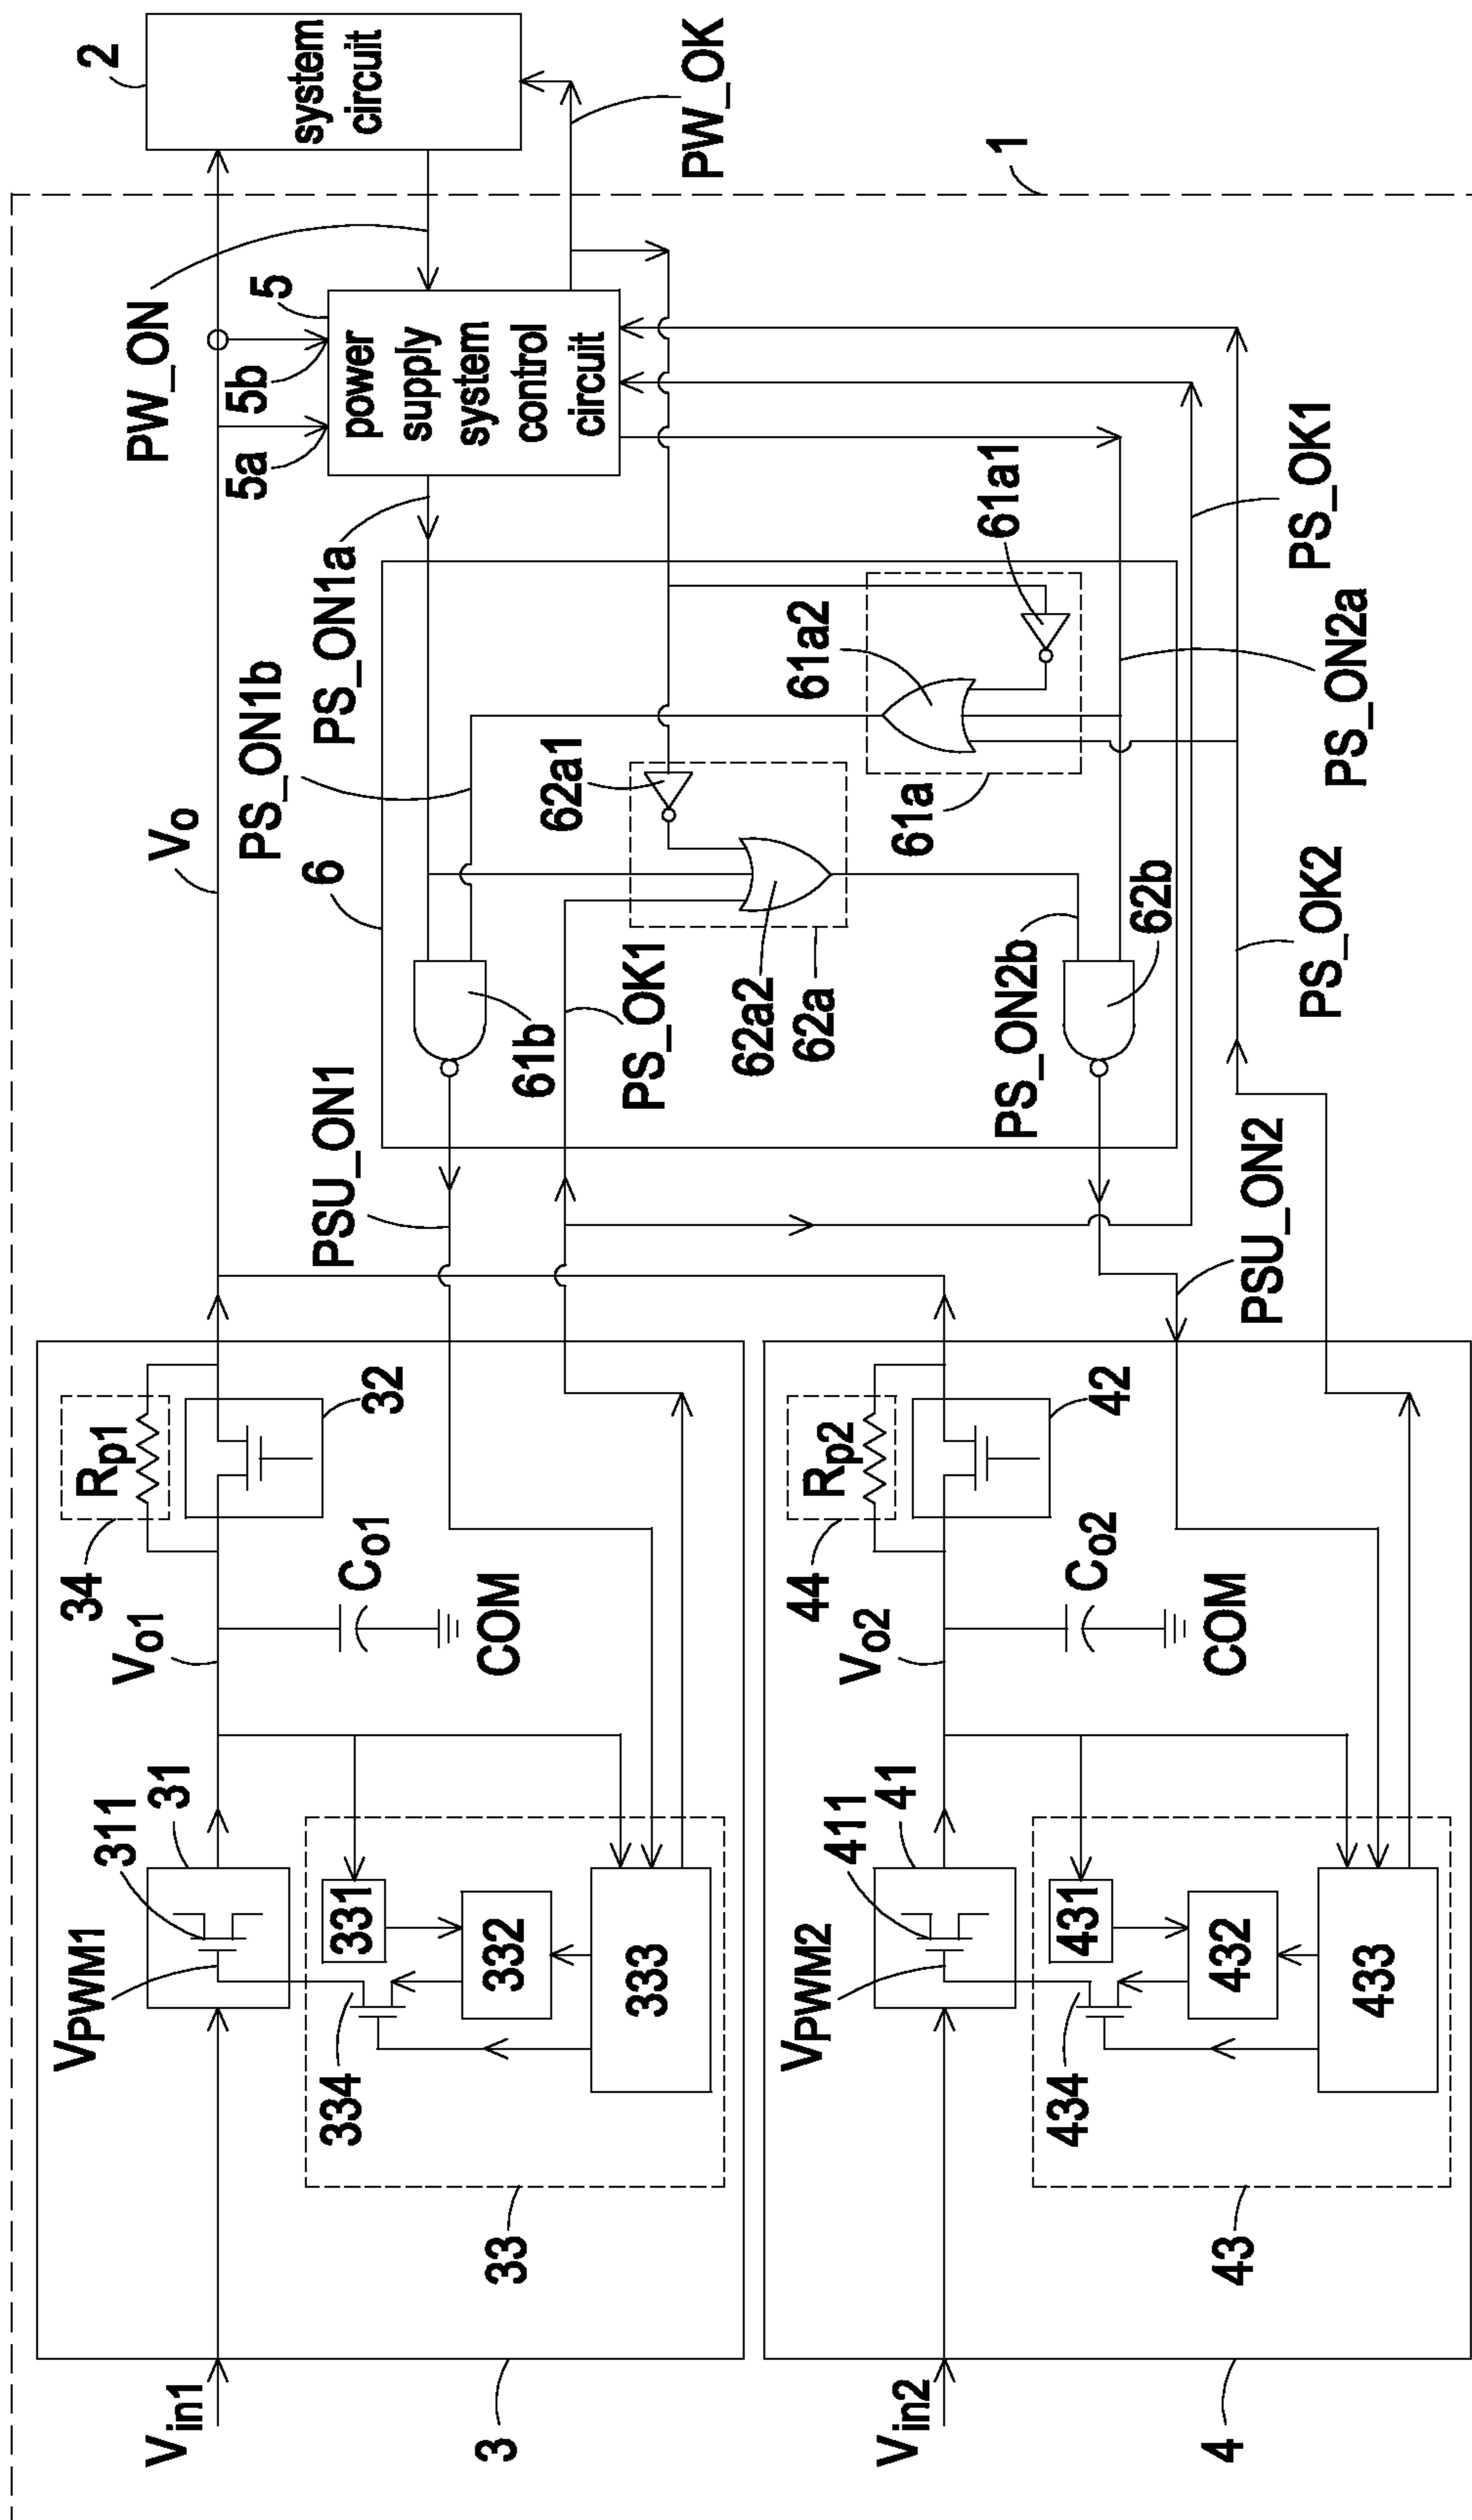 2
system
circuit
PW_OK
1
PW_ON
5
5b
5a
power
supply
system
control
circuit
PS_ON1a
PS_ON1b
Vo
6
61a1
61a2
61a
62a1
62a2
62a
61b
62b
PS_OK1
PS_OK1
PS_ON2a
PS_ON2b
PS_OK2
PSU_ON1
PSU_ON2
34
Rp1
32
Vo1
Co1
COM
311
31
VPWM1
331
332
333
334
33
Vin1
3
44
Rp2
42
Vo2
Co2
COM
411
41
VPWM2
431
432
433
434
43
Vin2
4